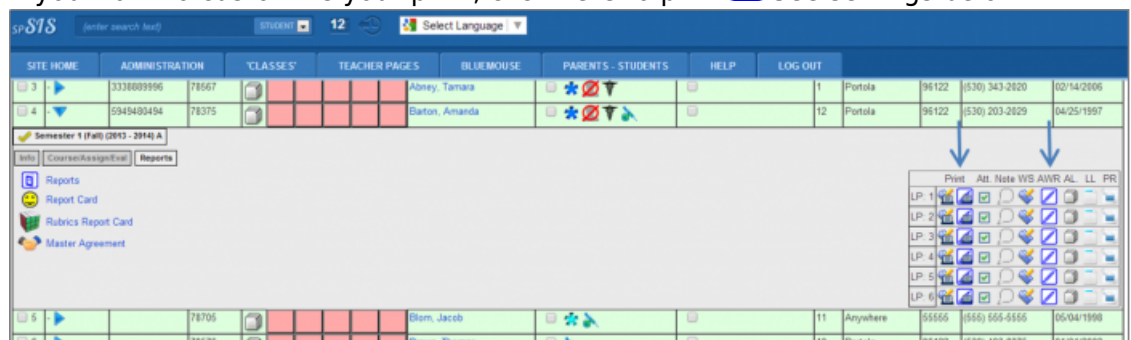 spSIS (enter search text) STUDENT 12 Select Language ▼
SITE HOME ADMINISTRATION 'CLASSES' TEACHER PAGES BLUEMOUSE PARENTS - STUDENTS HELP LOG OUT
3 - 3338889996 78567 Abney, Tamara 1 Portola 96122 (530) 343-2020 02/14/2006
4 - 5949480494 78375 Barton, Amanda 12 Portola 96122 (530) 203-2029 04/25/1997
Semester 1 (Fall) (2013 - 2014) A
Info Course/Assign/Eval Reports
Reports
Report Card
Rubrics Report Card
Master Agreement
Print Att. Note WS AWR AL. LL PR
LP: 1
LP: 2
LP: 3
LP: 4
LP: 5
LP: 6
5 - 78705 Blom, Jacob 11 Anywhere 55555 (555) 555-5555 05/04/1998